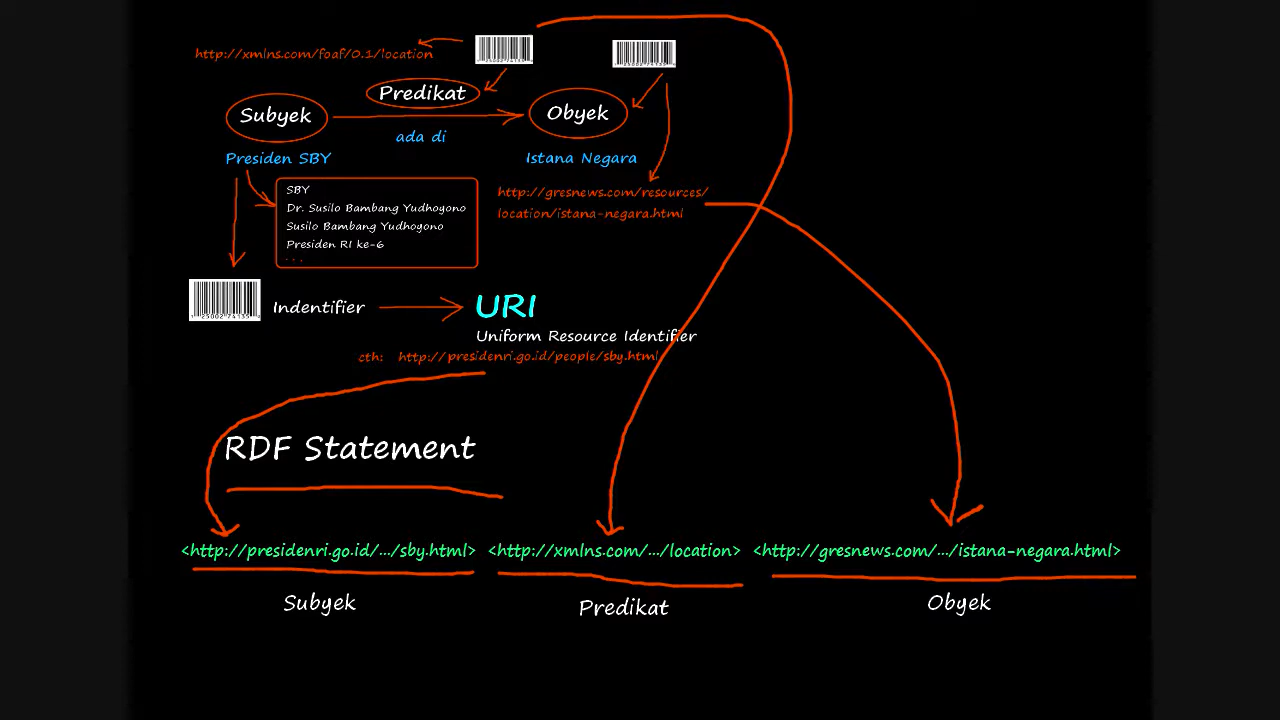 http://xmlns.com/foaf/0.1/location
Predikat
Subyek
Obyek
ada di
Presiden SBY
Istana Negara
SBY
Dr. Susilo Bambang Yudhoyono
Susilo Bambang Yudhoyono
Presiden RI ke-6
...
http://gresnews.com/resources/
location/istana-negara.html
Indentifier
URI
Uniform Resource Identifier
cth: http://presidenri.go.id/people/sby.html
RDF Statement
<http://presidenri.go.id/.../sby.html> <http://xmlns.com/.../location> <http://gresnews.com/.../istana-negara.html>
Subyek
Predikat
Obyek